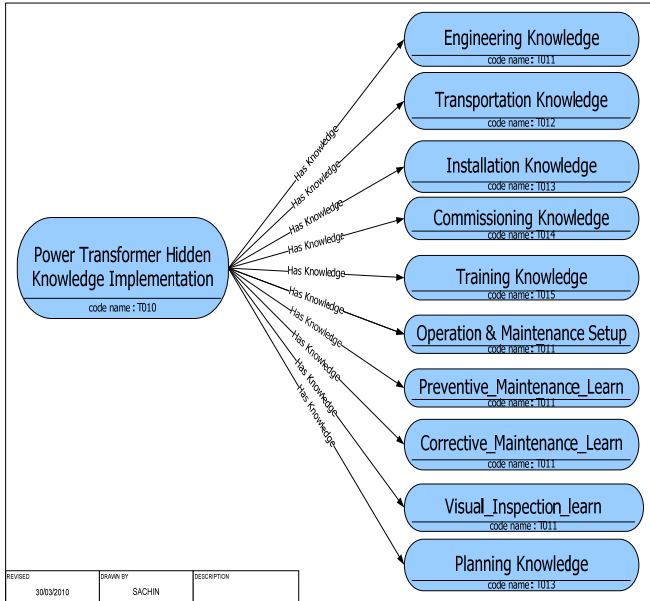 Engineering Knowledge
code name : T011
Has Knowledge
Transportation Knowledge
code name : T012
Has Knowledge
Installation Knowledge
code name : T013
Has Knowledge
Commissioning Knowledge
code name : T014
Has Knowledge
Power Transformer Hidden
Knowledge Implementation
code name : T010
Training Knowledge
code name : T015
Has Knowledge
Operation & Maintenance Setup
code name : T011
Has Knowledge
Preventive_Maintenance_Learn
code name : T011
Has Knowledge
Corrective_Maintenance_Learn
code name : T011
Has Knowledge
Visual_Inspection_learn
code name : T011
Has Knowledge
Planning Knowledge
code name : T013
Has Knowledge
REVISED
30/03/2010
DRAWN BY
SACHIN
DESCRIPTION